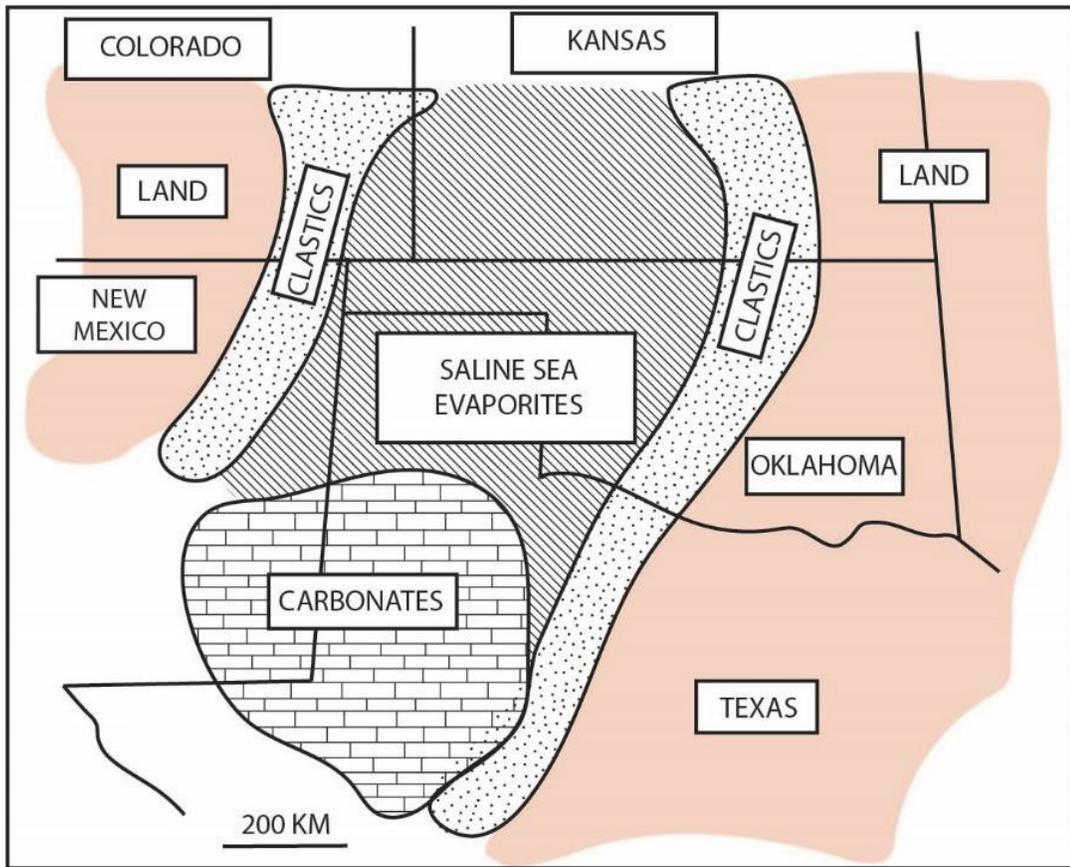 COLORADO
KANSAS
LAND
LAND
CLASTICS
CLASTICS
NEW
MEXICO
SALINE SEA
EVAPORITES
OKLAHOMA
CARBONATES
TEXAS
200 KM